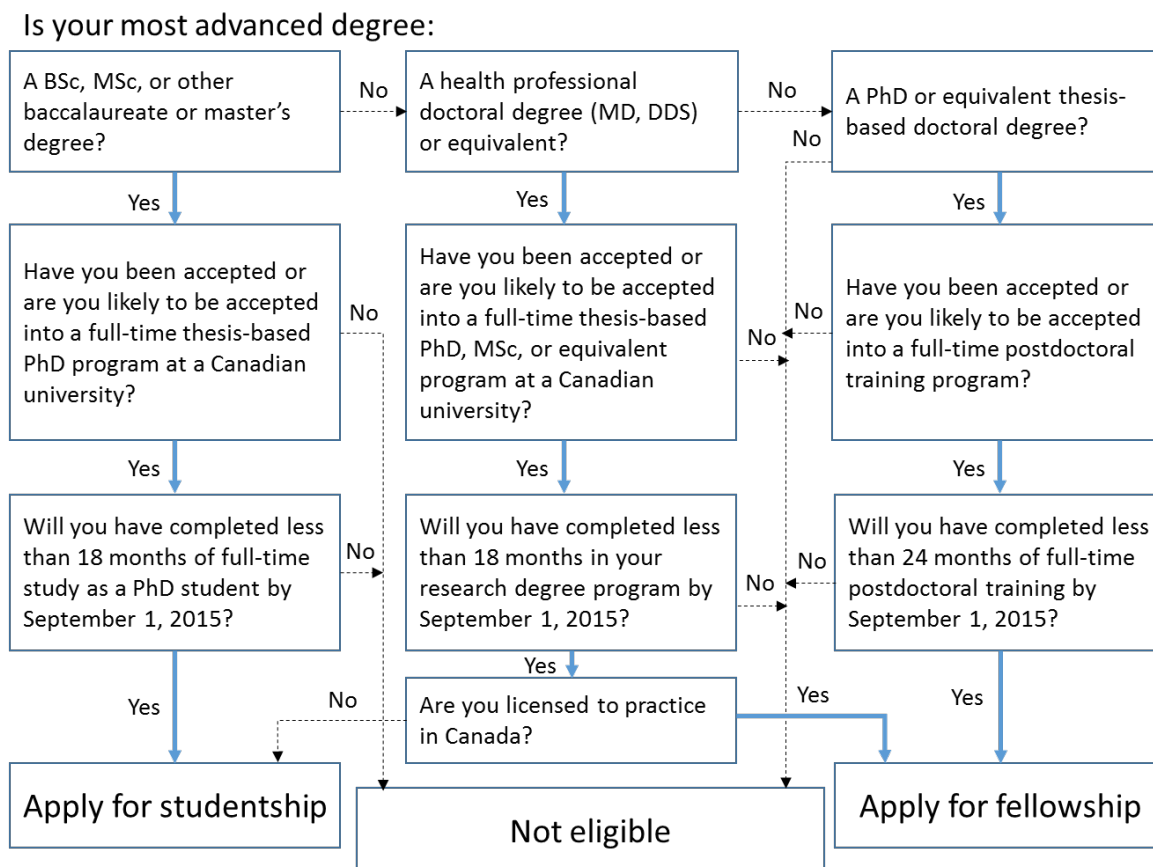 Is your most advanced degree:
A BSc, MSc, or other
baccalaureate or master's
degree?
No
A health professional
doctoral degree (MD, DDS)
or equivalent?
No
A PhD or equivalent thesis-
based doctoral degree?
No
Yes
Yes
Yes
Have you been accepted or
are you likely to be accepted
into a full-time thesis-based
PhD program at a Canadian
university?
No
Have you been accepted or
are you likely to be accepted
into a full-time thesis-based
PhD, MSc, or equivalent
program at a Canadian
university?
No
No
Have you been accepted or
are you likely to be accepted
into a full-time postdoctoral
training program?
Yes
Yes
Yes
Will you have completed less
than 18 months of full-time
study as a PhD student by
September 1, 2015?
No
Will you have completed less
than 18 months in your
research degree program by
September 1, 2015?
No
No
Will you have completed less
than 24 months of full-time
postdoctoral training by
September 1, 2015?
Yes
Yes
No
Are you licensed to practice
in Canada?
Yes
Yes
Apply for studentship
Not eligible
Apply for fellowship